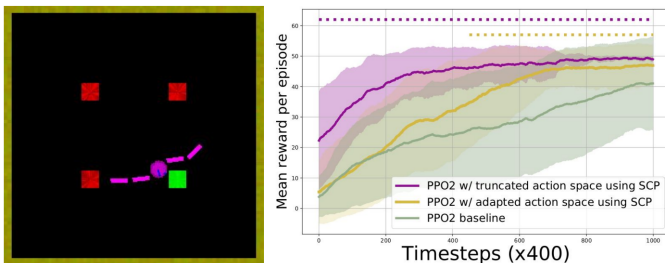 Mean reward per episode
60
50
40
30
20
10
0
PPO2 w/ truncated action space using SCP
PPO2 w/ adapted action space using SCP
PPO2 baseline
0 200 400 600 800 1000
Timesteps (x400)